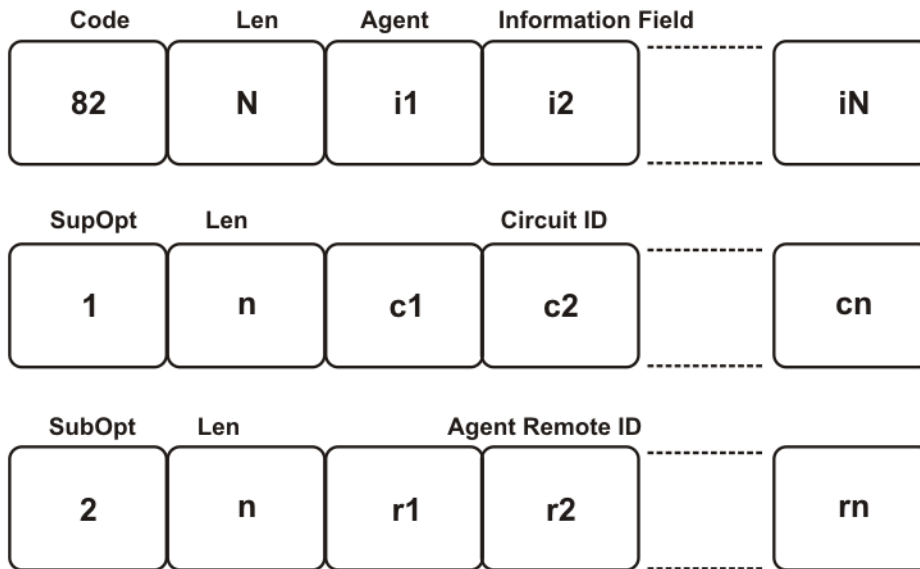 Code Len Agent Information Field
82 N i1 i2 iN
SupOpt Len Circuit ID
1 n c1 c2 cn
SubOpt Len Agent Remote ID
2 n r1 r2 rn